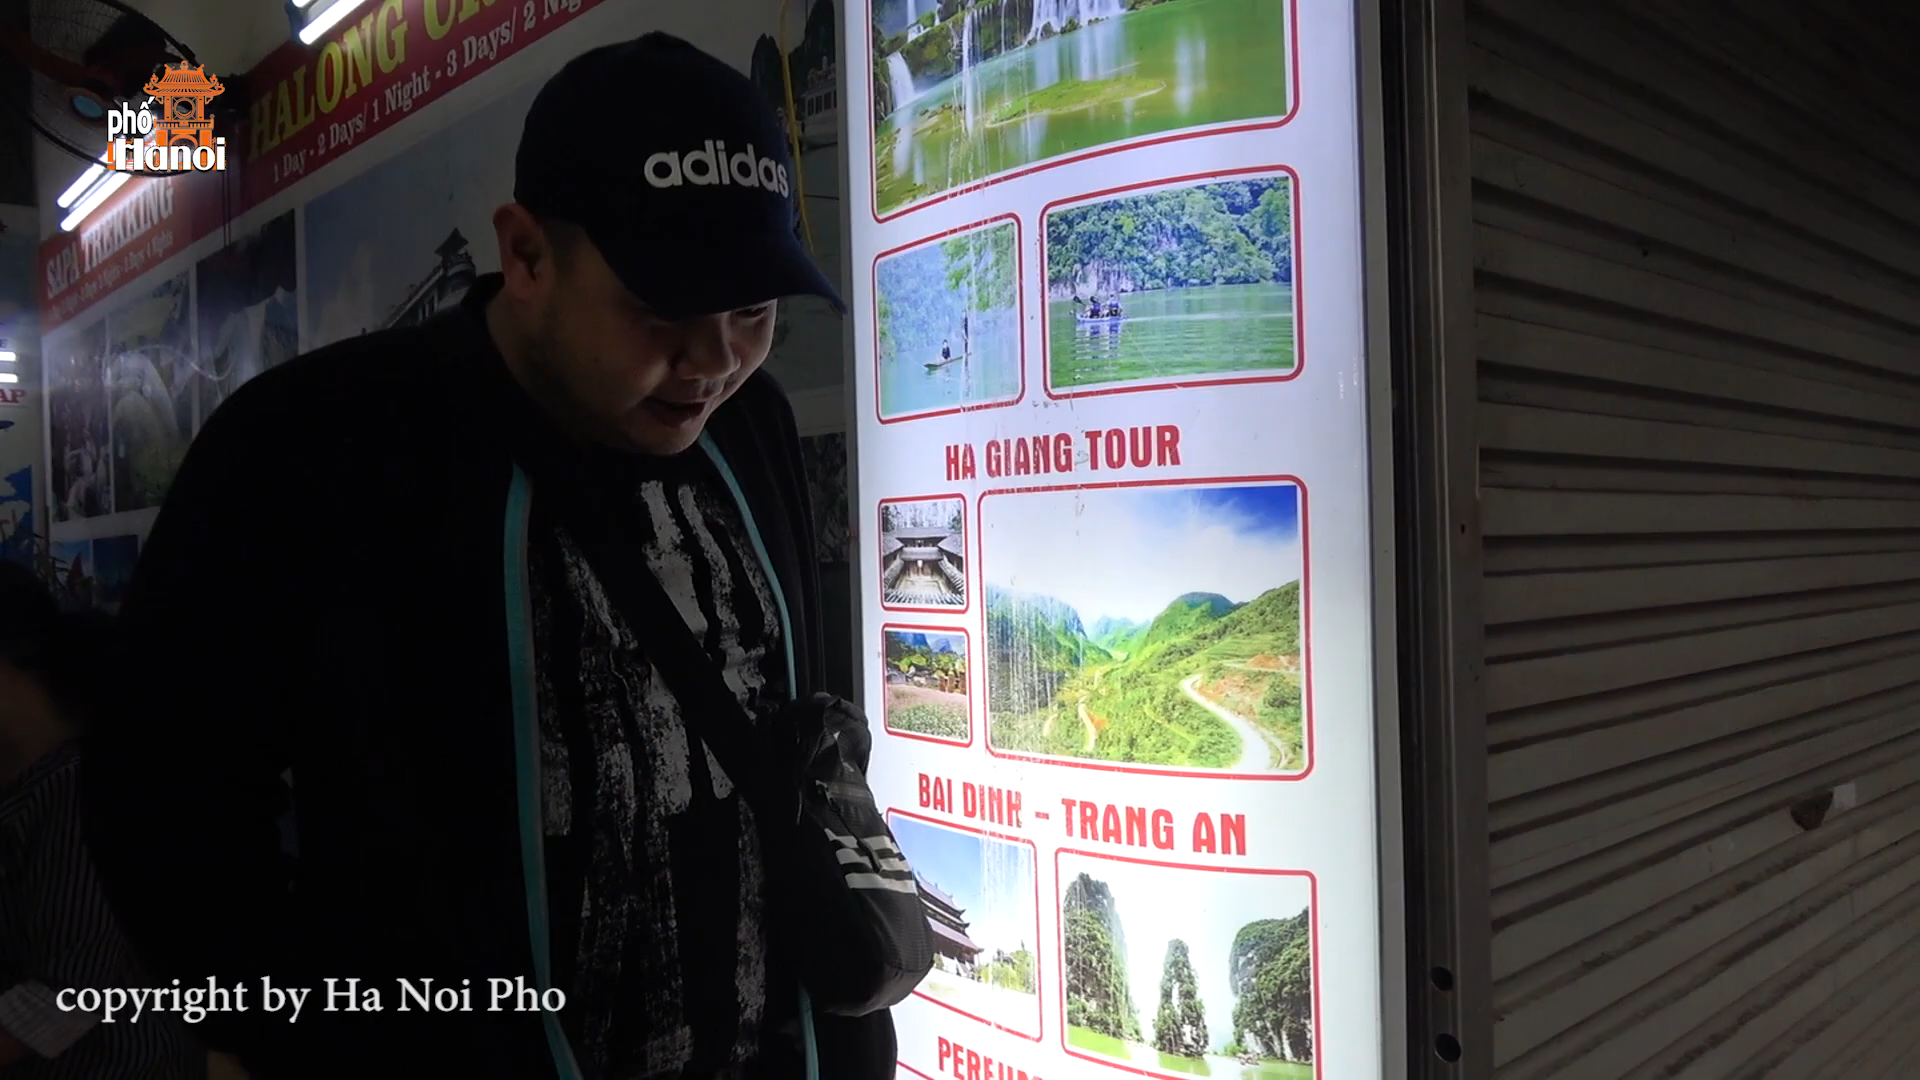 phố
Hanoi
HALONG
1 Day - 2 Days/ 1 Night - 3 Days/ 2
SAPA TREKKING
adidas
HA GIANG TOUR
BAI DINH - TRANG AN
copyright by Ha Noi Pho